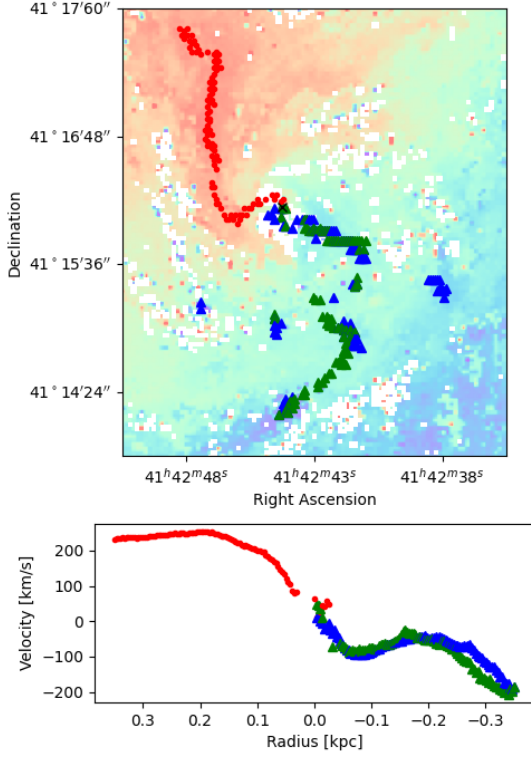 41°17'60''
41°16'48''
41°15'36''
41°14'24''
Declination
41ʰ42ᵐ48ˢ 41ʰ42ᵐ43ˢ 41ʰ42ᵐ38ˢ
Right Ascension
200
100
0
−100
−200
Velocity [km/s]
0.3 0.2 0.1 0.0 −0.1 −0.2 −0.3
Radius [kpc]